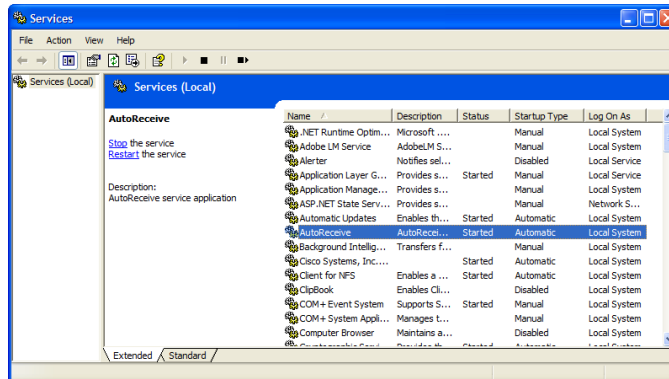 Services
File Action View Help
Services (Local)
Services (Local)
AutoReceive
Stop the service
Restart the service
Description:
AutoReceive service application
Name Description Status Startup Type Log On As
.NET Runtime Optim... Microsoft .... Manual Local System
Adobe LM Service AdobeLM S... Manual Local System
Alerter Notifies sel... Disabled Local Service
Application Layer G... Provides s... Started Manual Local Service
Application Manage... Provides s... Manual Local System
ASP.NET State Serv... Provides s... Manual Network S...
Automatic Updates Enables th... Started Automatic Local System
AutoReceive AutoRecei... Started Automatic Local System
Background Intellig... Transfers f... Manual Local System
Cisco Systems, Inc.... Started Automatic Local System
Client for NFS Enables a ... Started Automatic Local System
ClipBook Enables Cli... Disabled Local System
COM+ Event System Supports S... Started Manual Local System
COM+ System Appli... Manages t... Manual Local System
Computer Browser Maintains a... Disabled Local System
Extended Standard